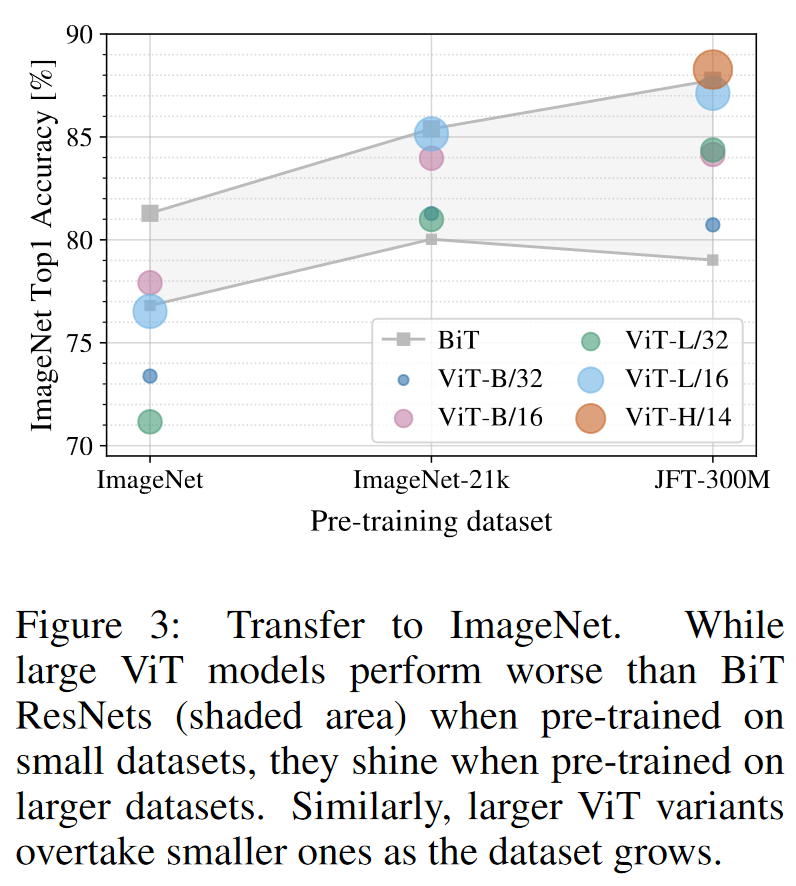 90
85
80
75
70
ImageNet Top1 Accuracy [%]
BiT
ViT-B/32
ViT-B/16
ViT-L/32
ViT-L/16
ViT-H/14
ImageNet
ImageNet-21k
JFT-300M
Pre-training dataset
Figure 3: Transfer to ImageNet. While
large ViT models perform worse than BiT
ResNets (shaded area) when pre-trained on
small datasets, they shine when pre-trained on
larger datasets. Similarly, larger ViT variants
overtake smaller ones as the dataset grows.